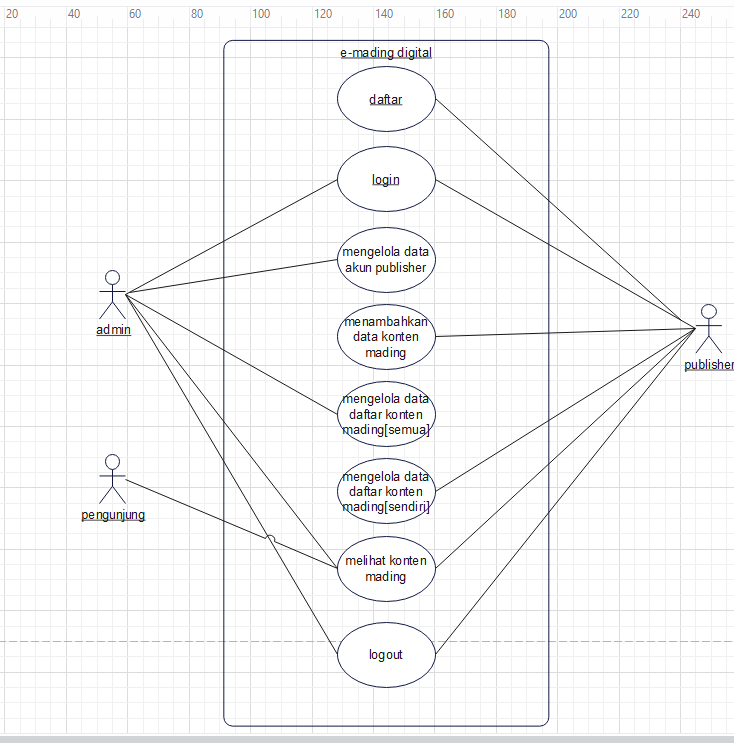 20 40 60 80 100 120 140 160 180 200 220 240
e-mading digital
daftar
login
mengelola data
akun publisher
menambahkan
data konten
mading
mengelola data
daftar konten
mading[semua]
mengelola data
daftar konten
mading[sendiri]
melihat konten
mading
logout
admin
pengunjung
publisher